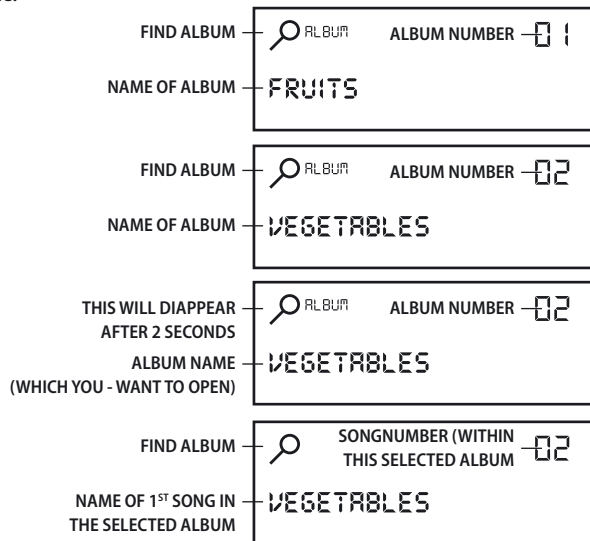 FIND ALBUM ALBUM ALBUM NUMBER 01
NAME OF ALBUM FRUITS
FIND ALBUM ALBUM ALBUM NUMBER 02
NAME OF ALBUM VEGETABLES
THIS WILL DIAPPEAR ALBUM ALBUM NUMBER 02
AFTER 2 SECONDS
ALBUM NAME VEGETABLES
(WHICH YOU - WANT TO OPEN)
FIND ALBUM SONGNUMBER (WITHIN 02
THIS SELECTED ALBUM
NAME OF 1ST SONG IN VEGETABLES
THE SELECTED ALBUM